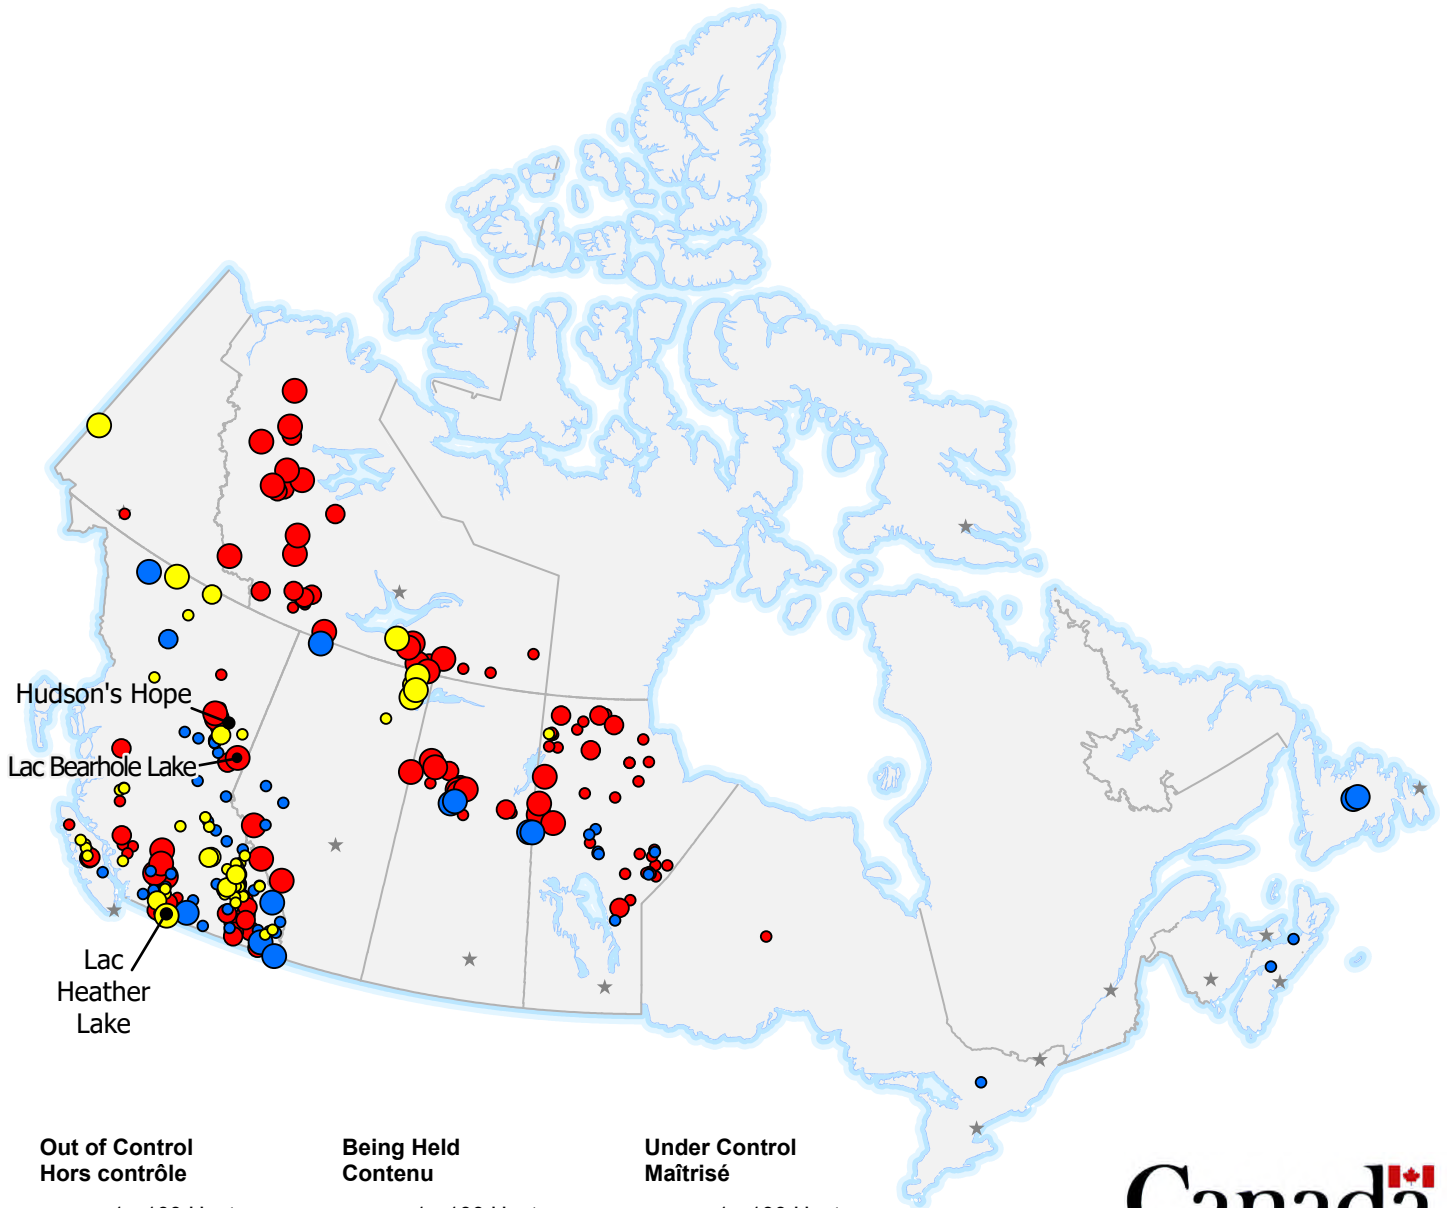 Hudson's Hope
Lac Bearhole Lake
Lac
Heather
Lake
Out of Control
Hors contrôle
Being Held
Contenu
Under Control
Maîtrisé
Canada